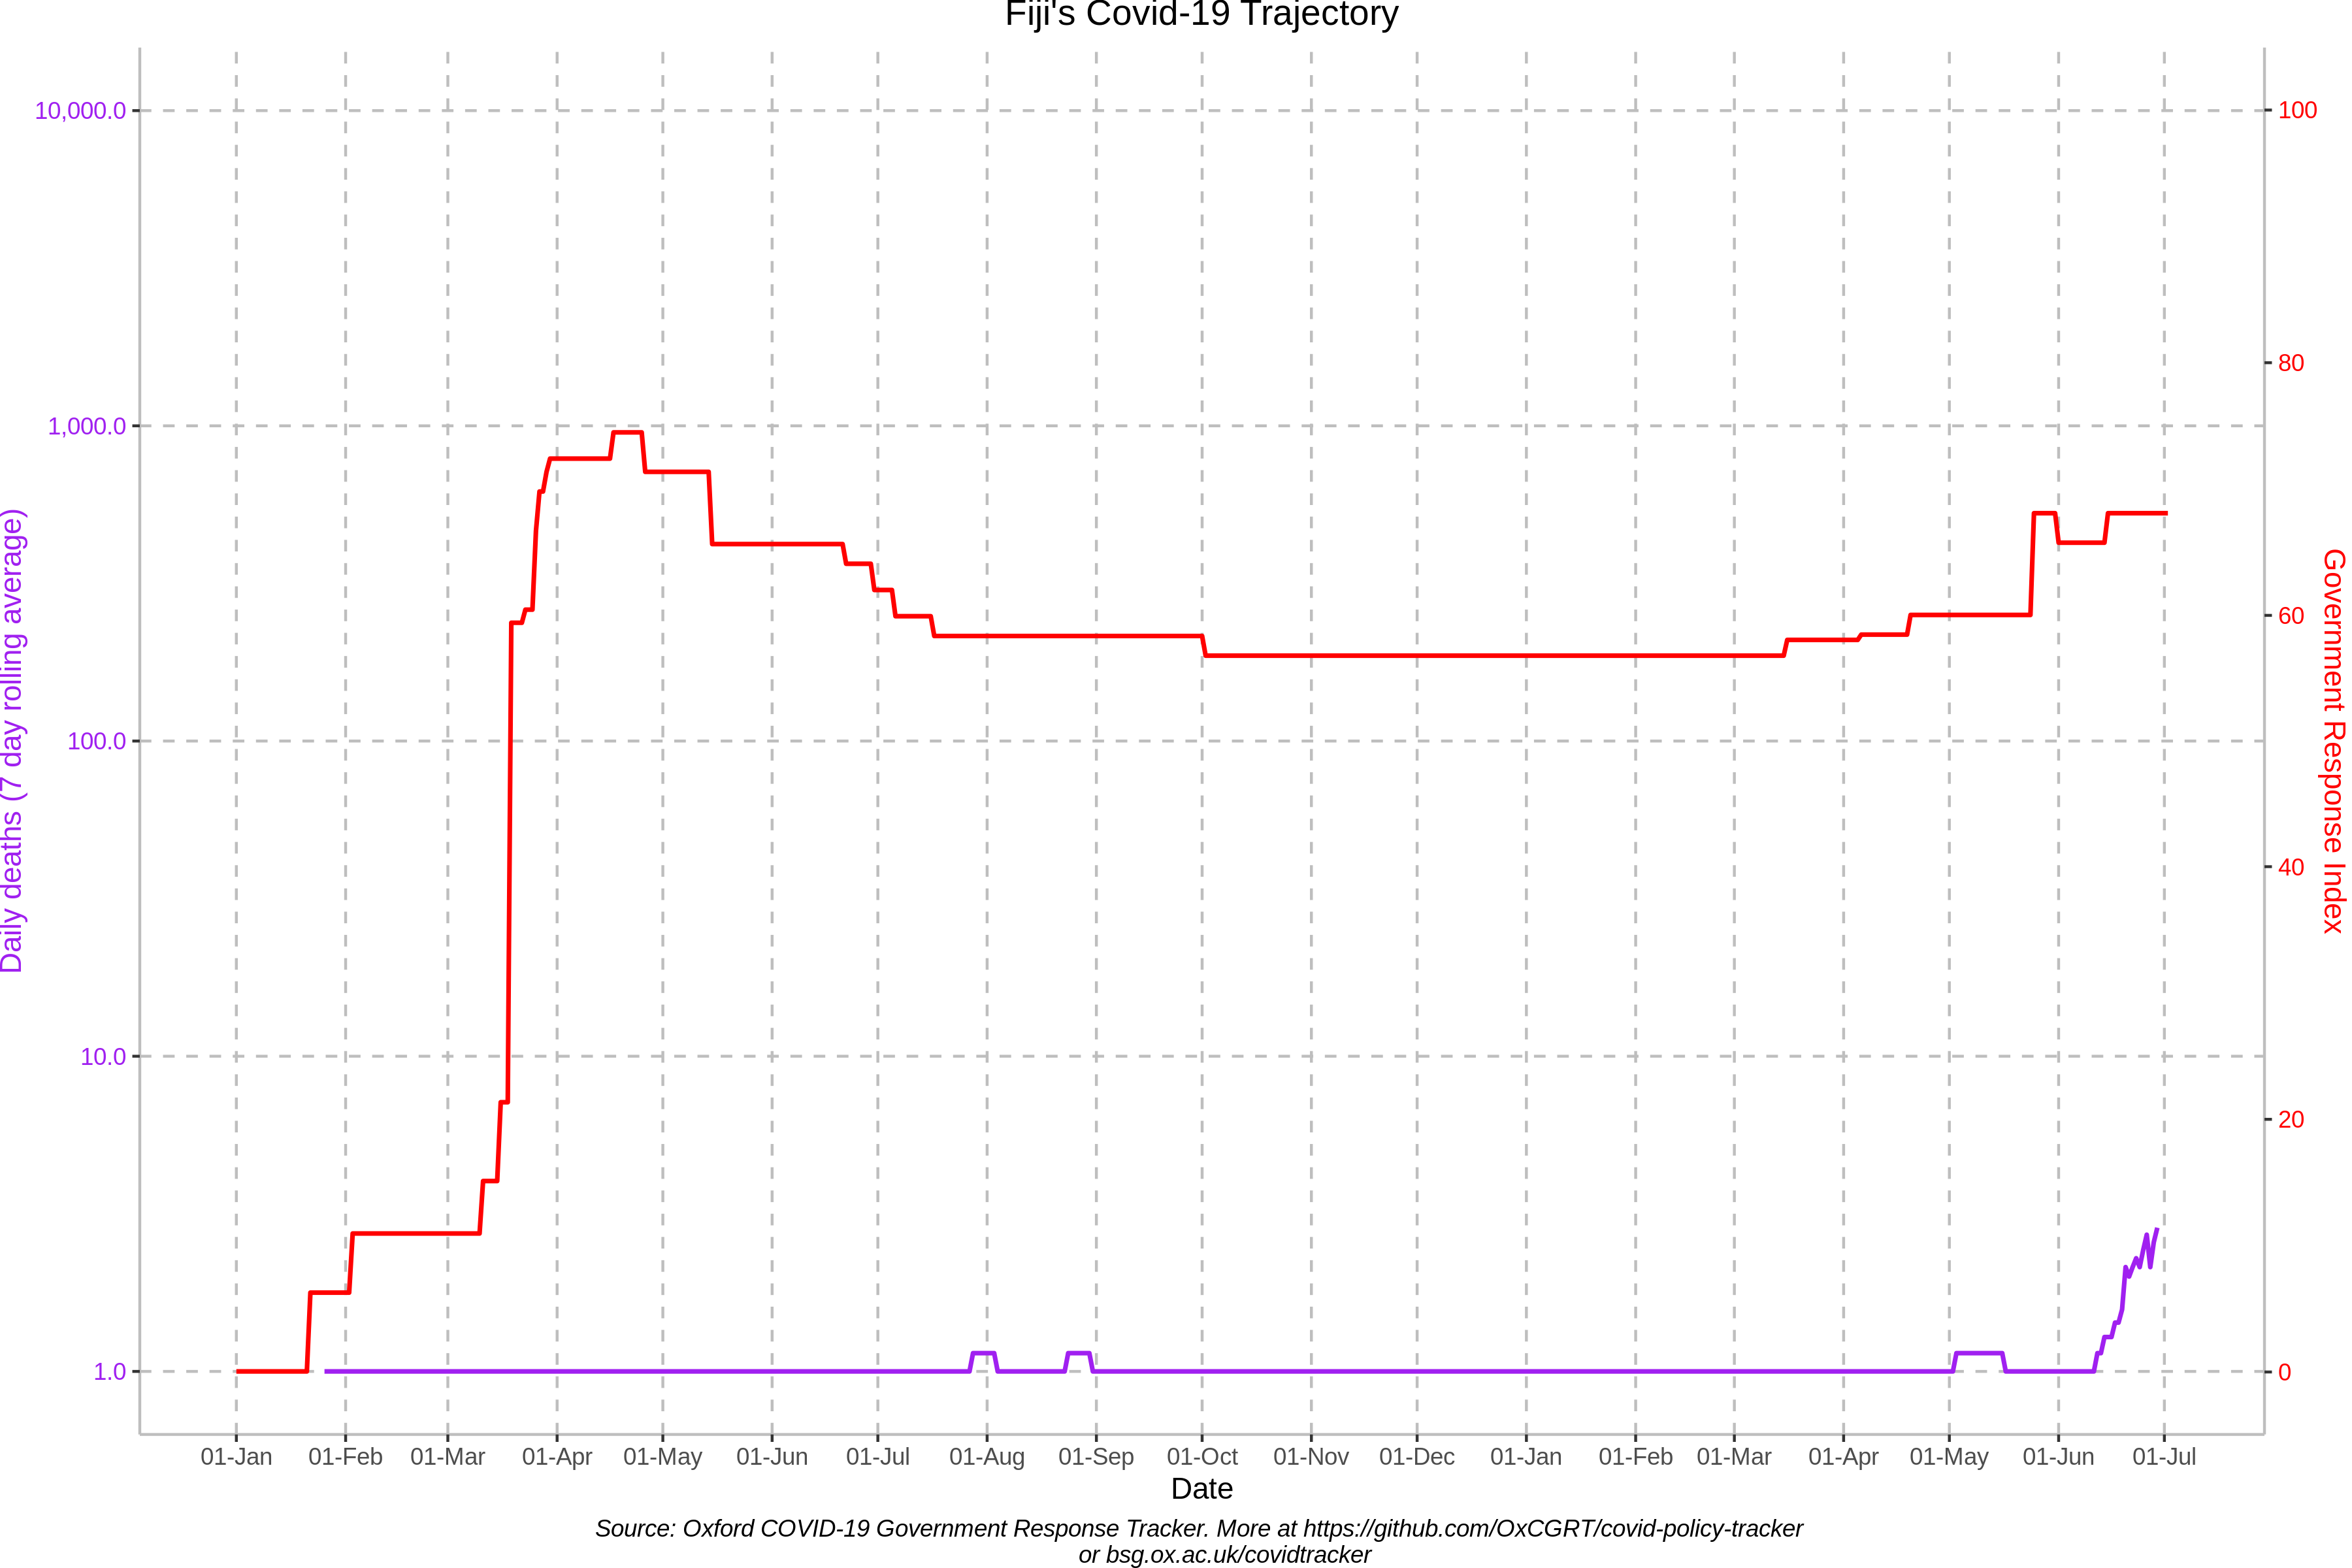 Fiji's Covid-19 Trajectory
10,000.0
1,000.0
100.0
10.0
1.0
Daily deaths (7 day rolling average)
100
80
60
40
20
0
Government Response Index
01-Jan 01-Feb 01-Mar 01-Apr 01-May 01-Jun 01-Jul 01-Aug 01-Sep 01-Oct 01-Nov 01-Dec 01-Jan 01-Feb 01-Mar 01-Apr 01-May 01-Jun 01-Jul
Date
Source: Oxford COVID-19 Government Response Tracker. More at https://github.com/OxCGRT/covid-policy-tracker
or bsg.ox.ac.uk/covidtracker